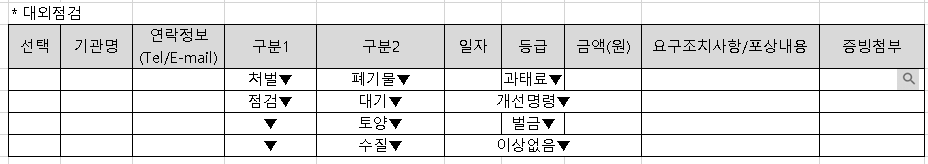 * 대외점검
선택 기관명 연락정보 (Tel/E-mail) 구분1 구분2 일자 등급 금액(원) 요구조치사항/포상내용 증빙첨부
처벌▼ 폐기물▼ 과태료▼
점검▼ 대기▼ 개선명령▼
▼ 토양▼ 벌금▼
▼ 수질▼ 이상없음▼